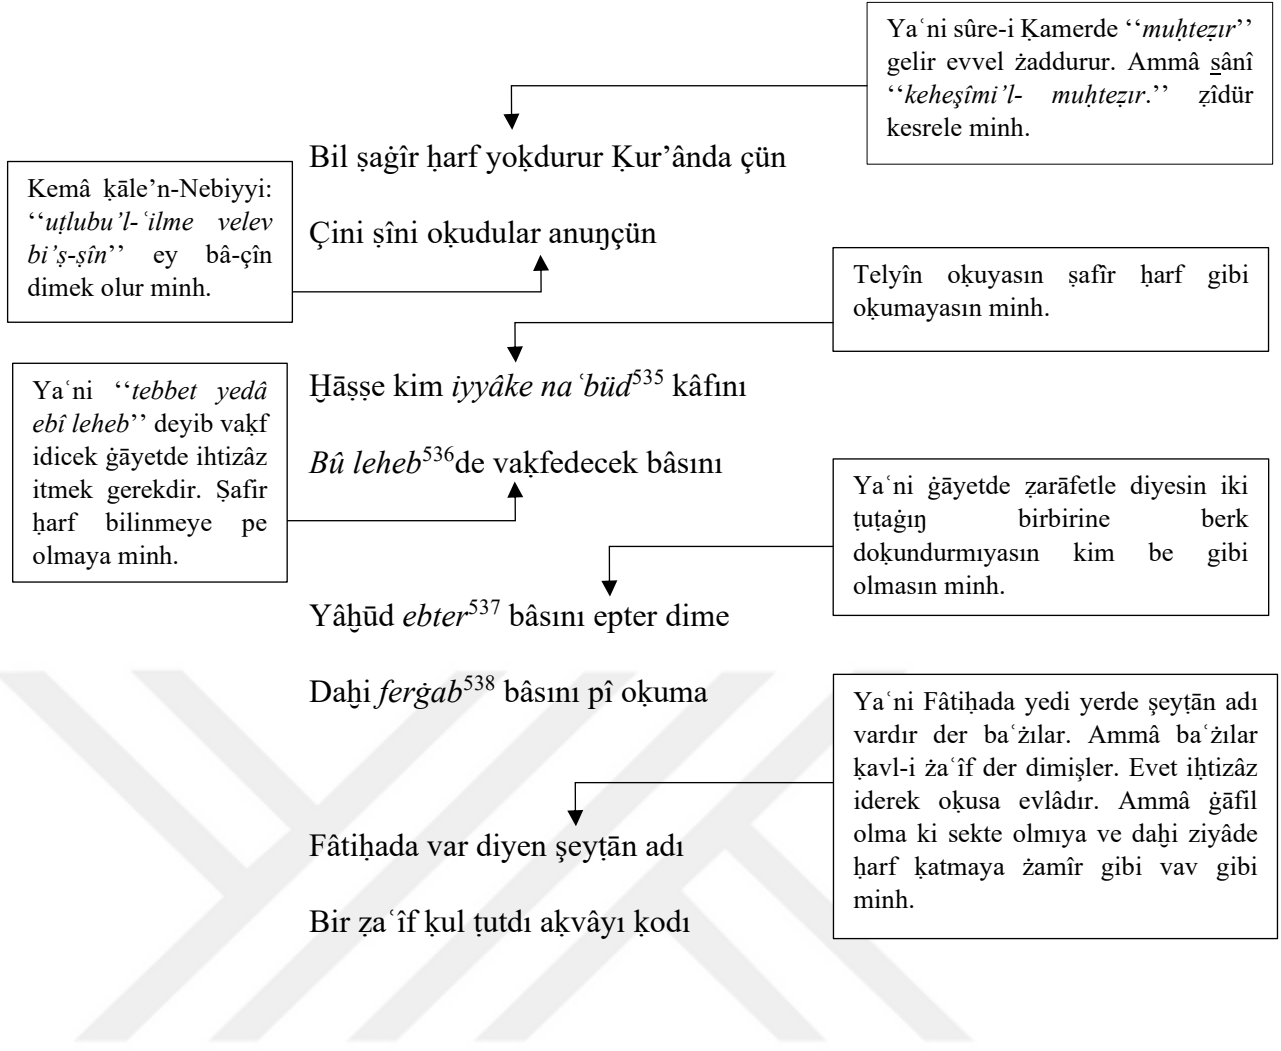 Yaʿni sûre-i Ḳamerde ‘‘muḥteẓır’’
gelir evvel żaddurur. Ammâ s̱ânî
‘‘keheşîmi’l- muḥteẓır.’’ ẓîdür
kesrele minh.
Bil ṣaġîr ḥarf yoḳdurur Ḳur’ânda çün
Kemâ ḳāle’n-Nebiyyi:
‘‘uṭlubu’l-ʿilme velev
bi’ṣ-ṣîn’’ ey bâ-çîn
dimek olur minh.
Çini ṣîni oḳudular anuŋçün
Telyîn oḳuyasın ṣafîr ḥarf gibi
oḳumayasın minh.
Ḫāṣṣe kim iyyâke naʿbüd535 kâfını
Yaʿni ‘‘tebbet yedâ
ebî leheb’’ deyib vaḳf
idicek ġāyetde ihtizâz
itmek gerekdir. Ṣafir
ḥarf bilinmeye pe
olmaya minh.
Bû leheb536de vaḳfedecek bâsını
Yaʿni ġāyetde ẓarāfetle diyesin iki
ṭuṭaġıŋ birbirine berk
doḳundurmıyasın kim be gibi
olmasın minh.
Yâḫūd ebter537 bâsını epter dime
Daḫi ferġab538 bâsını pî oḳuma
Yaʿni Fâtiḥada yedi yerde şeyṭān adı
vardır der baʿżılar. Ammâ baʿżılar
ḳavl-i żaʿîf der dimişler. Evet iḥtizâz
iderek oḳusa evlâdır. Ammâ ġāfil
olma ki sekte olmıya ve daḫi ziyâde
ḥarf ḳatmaya żamîr gibi vav gibi
minh.
Fâtiḥada var diyen şeyṭān adı
Bir ẓaʿîf ḳul ṭutdı aḳvâyı ḳodı